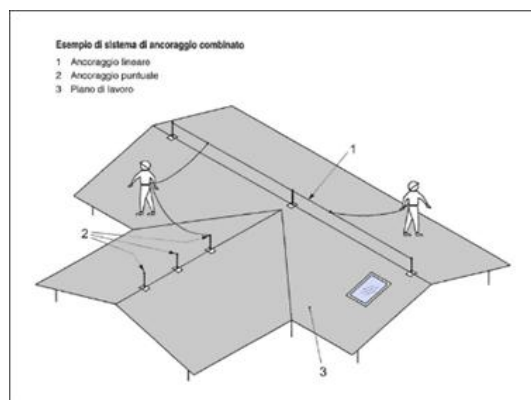 Esempio di sistema di ancoraggio combinato
1 Ancoraggio lineare
2 Ancoraggio puntuale
3 Piano di lavoro
1
2
3